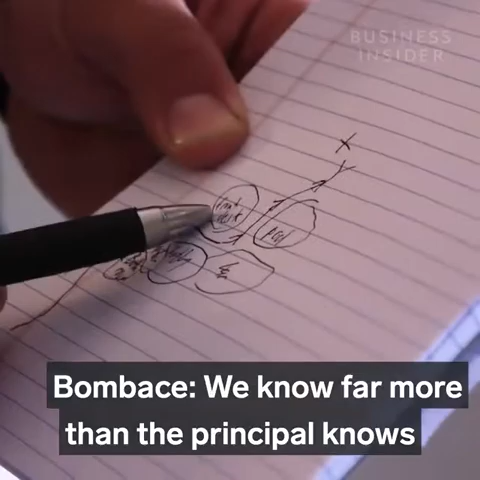 BUSINESS
INSIDER
X
Bombace: We know far more
than the principal knows